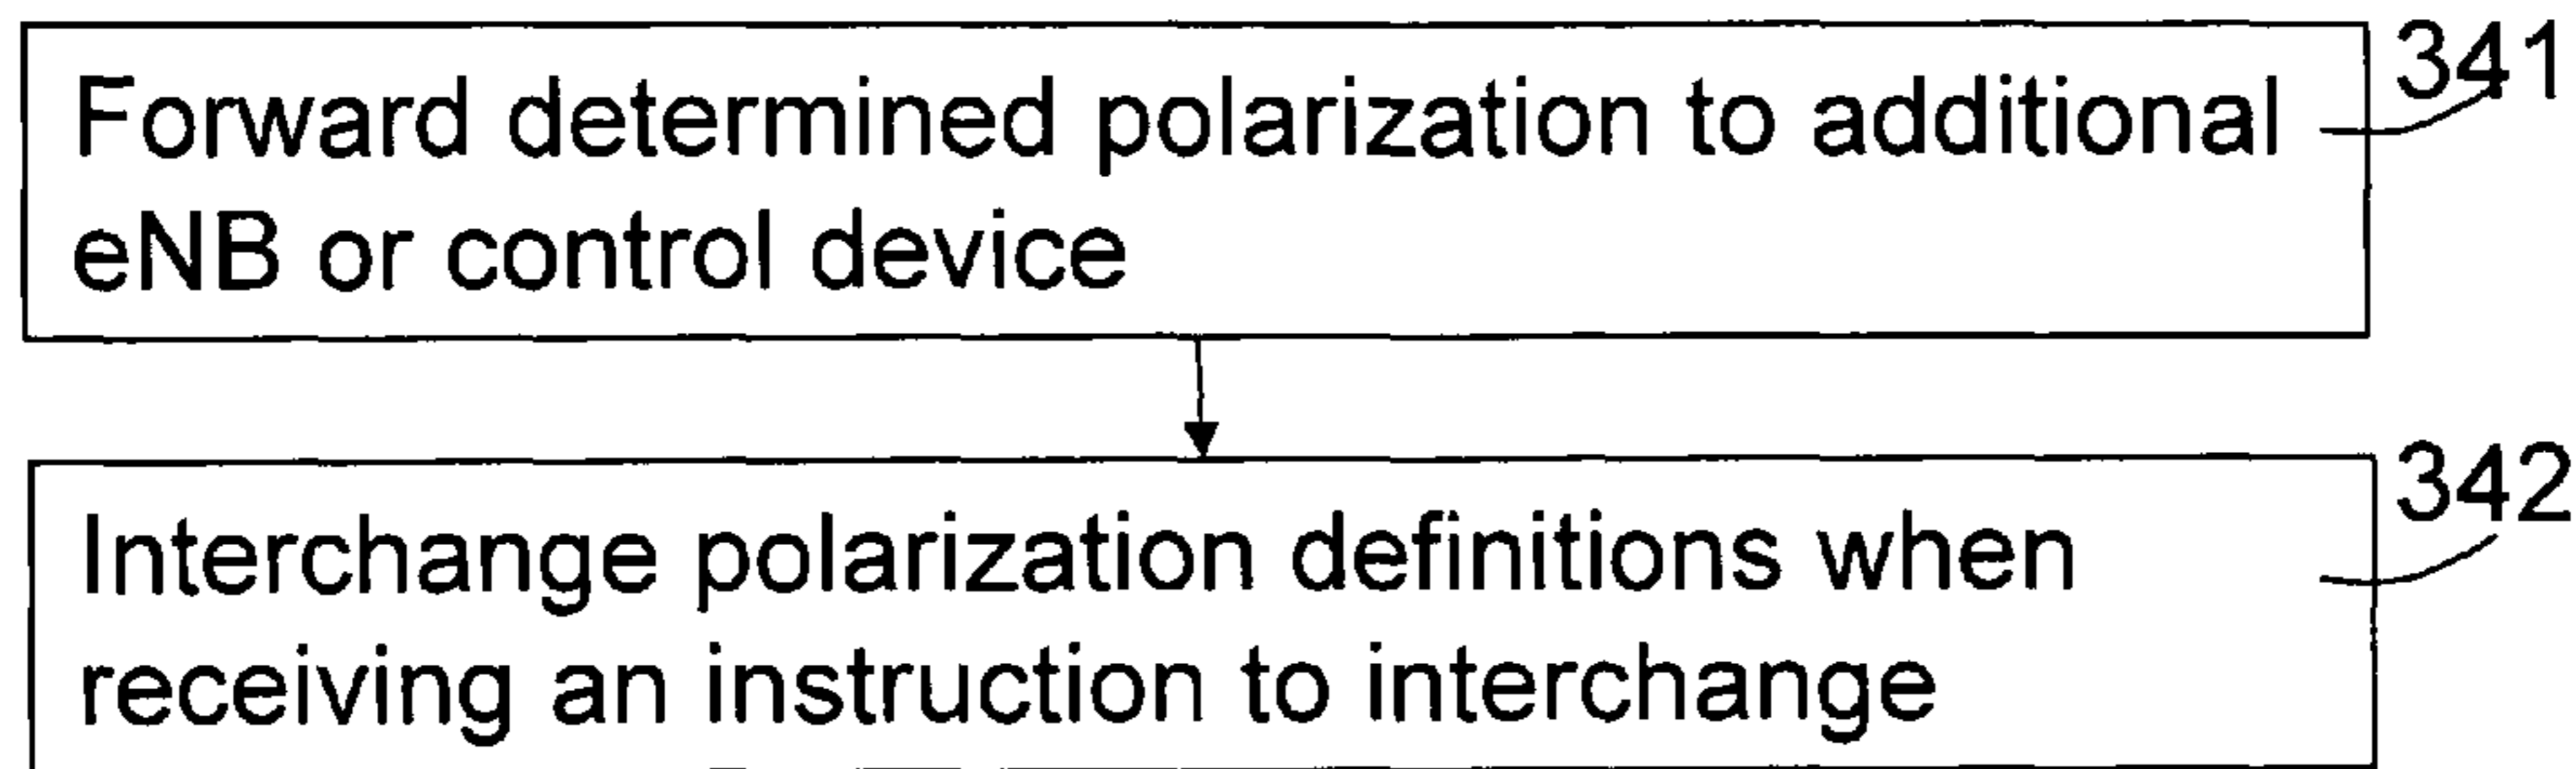 341
Forward determined polarization to additional
eNB or control device
342
Interchange polarization definitions when
receiving an instruction to interchange